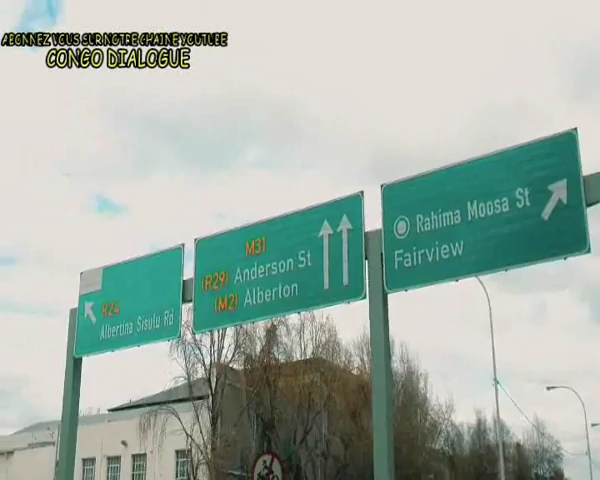 ABONNEZ VOUS SUR NOTRE CHAINE YOUTUBE
CONGO DIALOGUE
R24
Albertina Sisulu Rd
M31
(R29) Anderson St
(M2) Alberton
Rahima Moosa St
Fairview